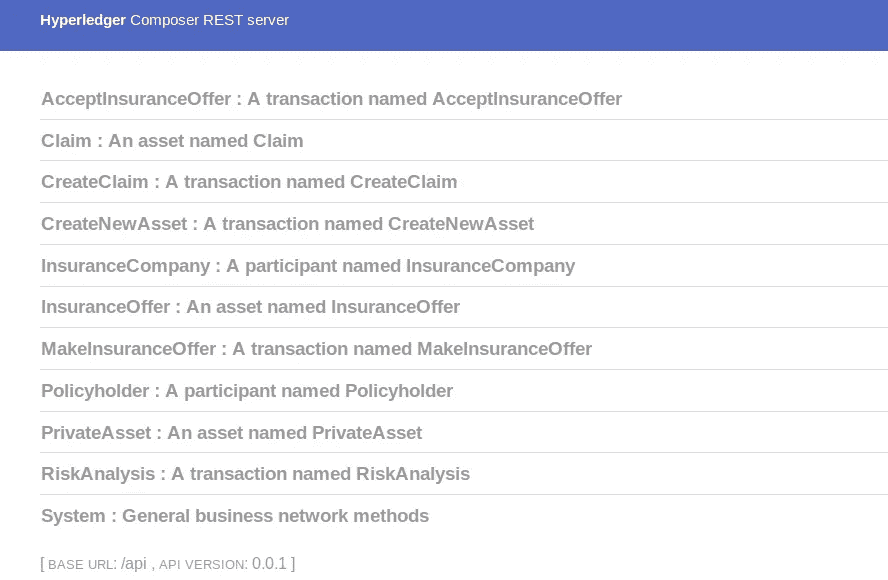 Hyperledger Composer REST server
AcceptInsuranceOffer : A transaction named AcceptInsuranceOffer
Claim : An asset named Claim
CreateClaim : A transaction named CreateClaim
CreateNewAsset : A transaction named CreateNewAsset
InsuranceCompany : A participant named InsuranceCompany
InsuranceOffer : An asset named InsuranceOffer
MakeInsuranceOffer : A transaction named MakeInsuranceOffer
Policyholder : A participant named Policyholder
PrivateAsset : An asset named PrivateAsset
RiskAnalysis : A transaction named RiskAnalysis
System : General business network methods
[ BASE URL: /api , API VERSION: 0.0.1 ]